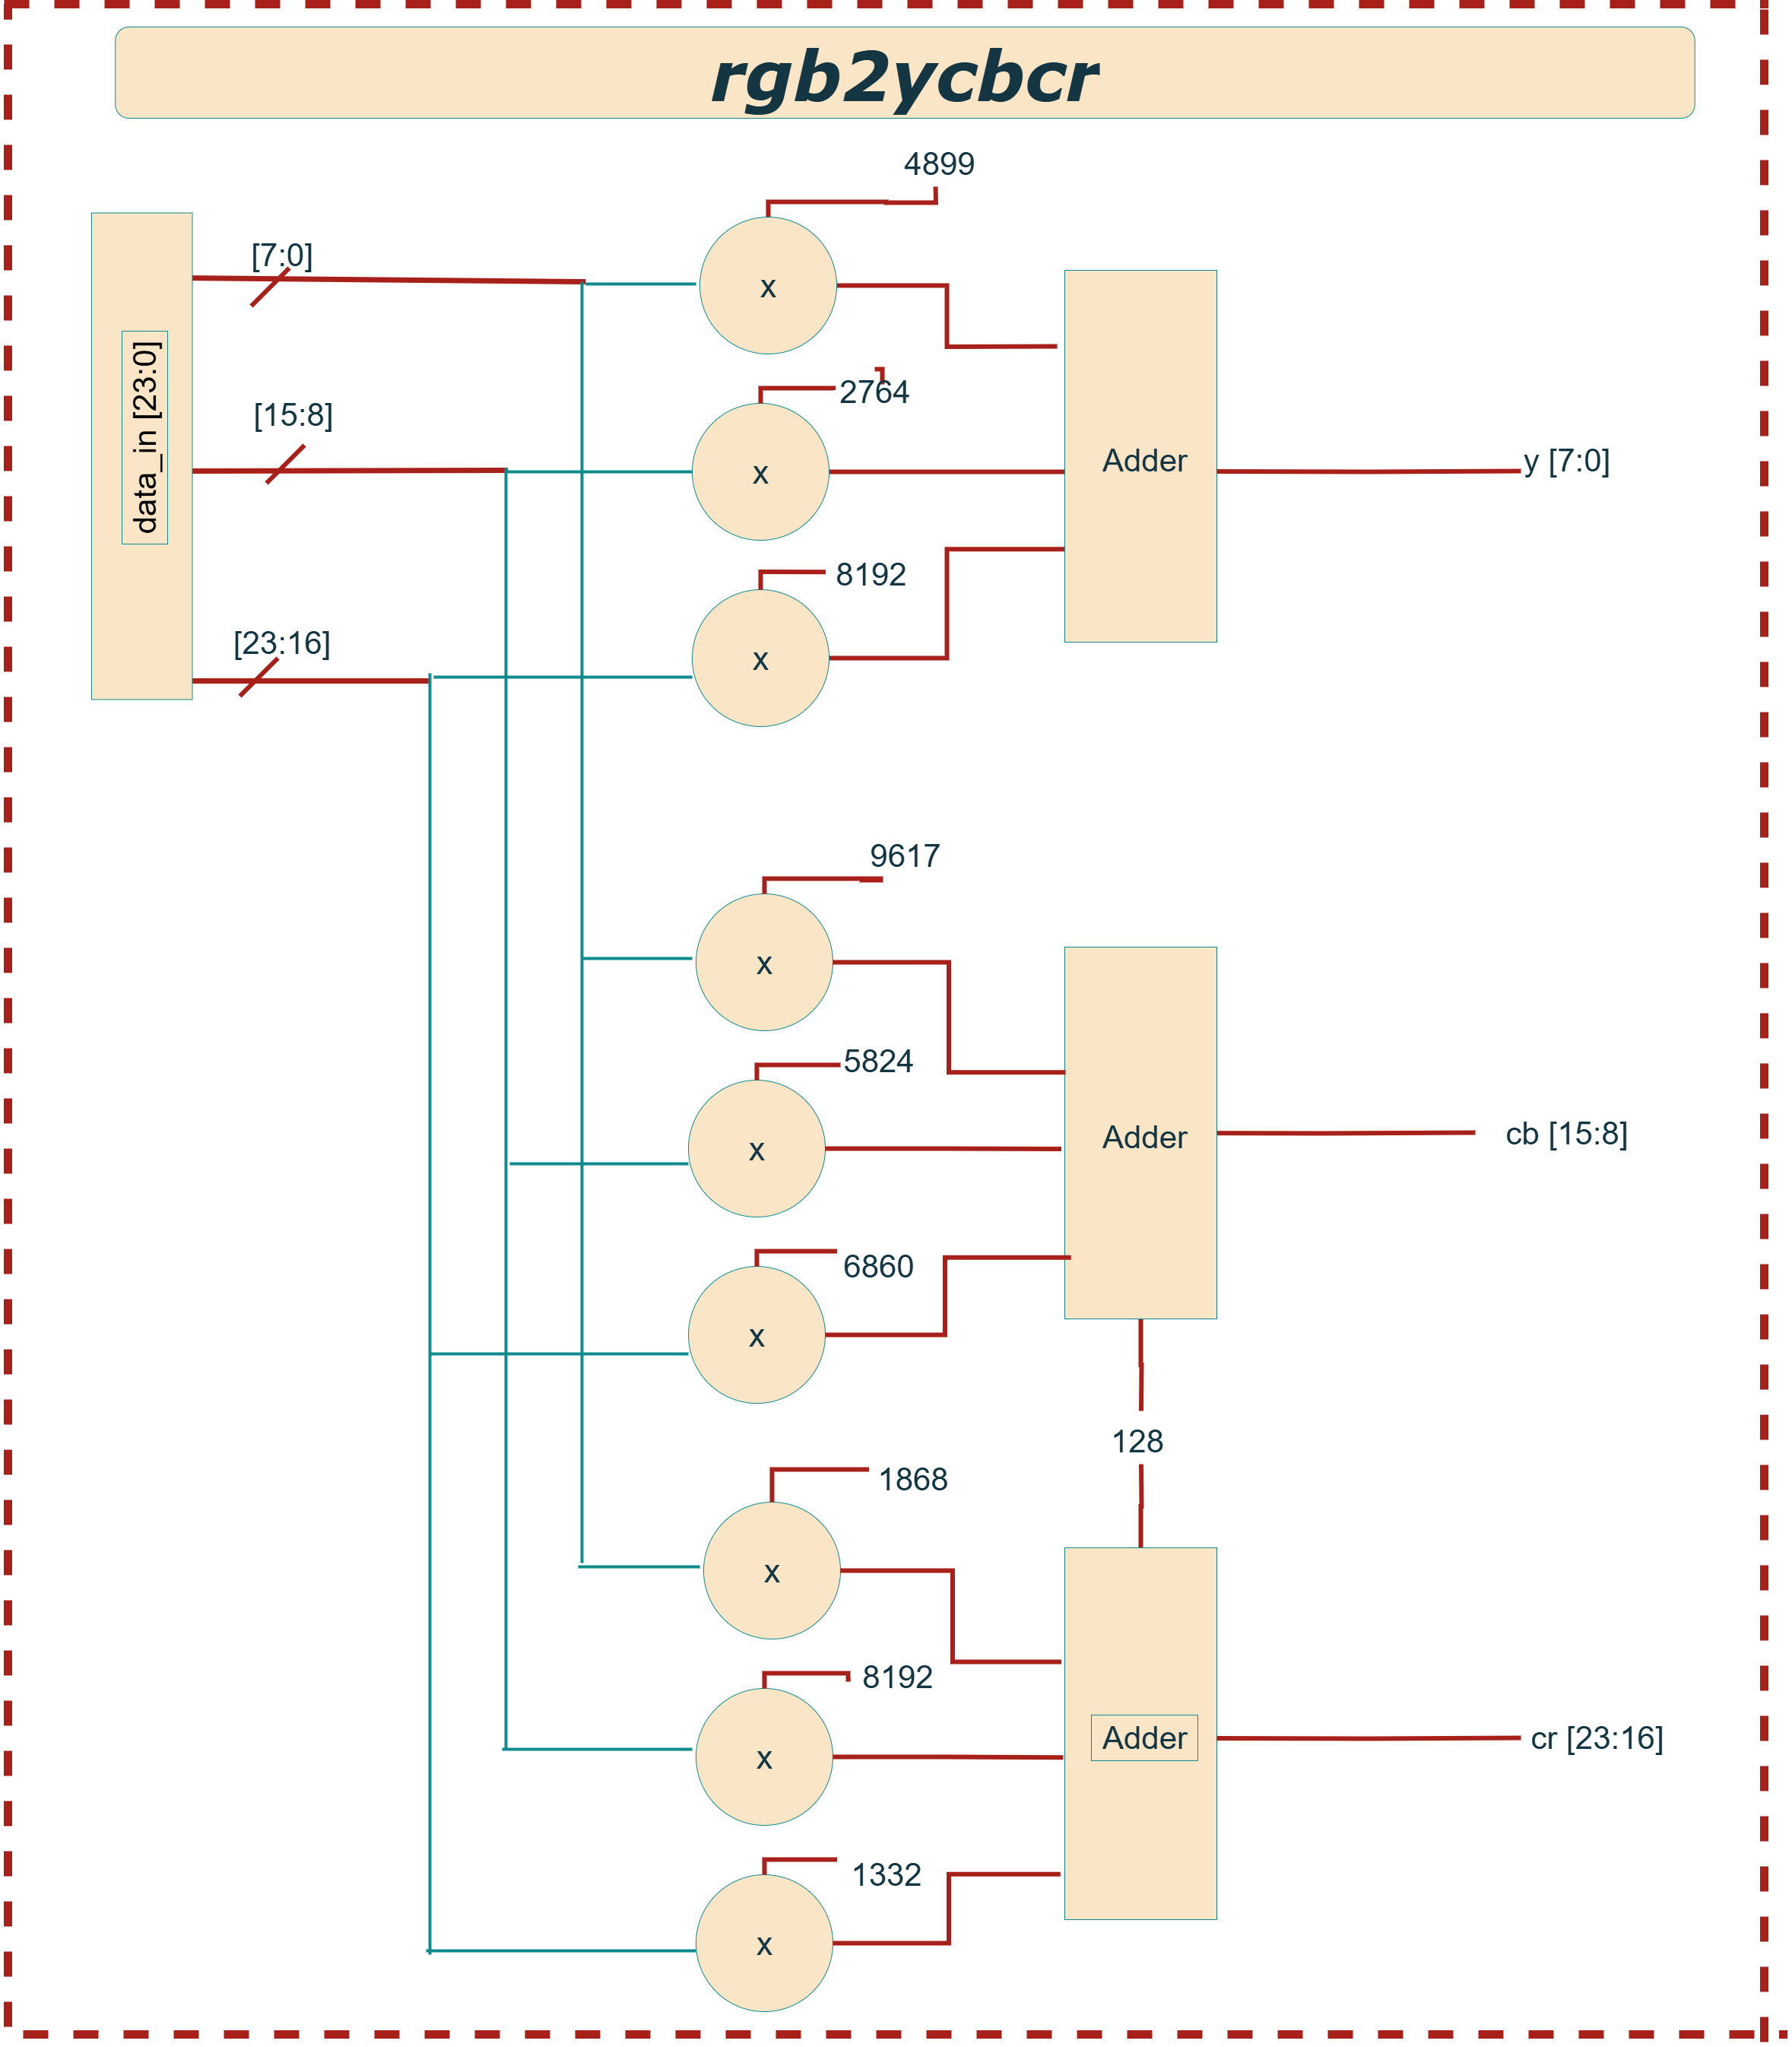 rgb2ycbcr
4899
[7:0]
x
2764
data_in [23:0]
[15:8]
x
Adder
y [7:0]
8192
[23:16]
x
9617
x
5824
x
Adder
cb [15:8]
6860
x
128
1868
x
8192
x
Adder
cr [23:16]
1332
x